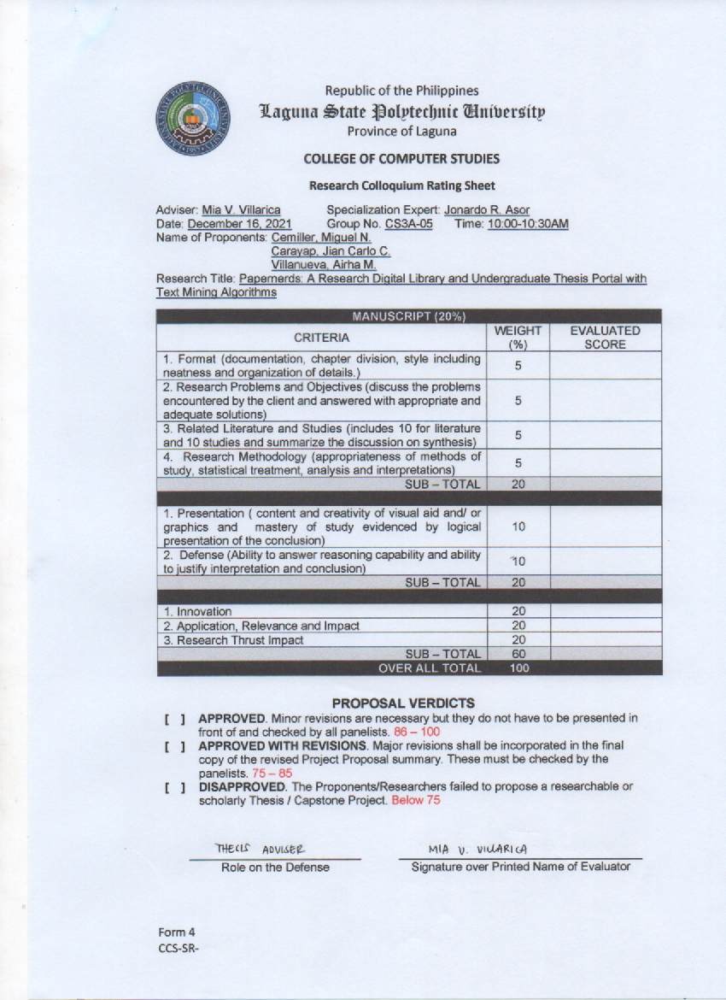 Republic of the Philippines
Laguna State Polytechnic University
Province of Laguna
COLLEGE OF COMPUTER STUDIES
Research Colloquium Rating Sheet
Adviser: Mia V. Villarica Specialization Expert: Jonardo R. Asor
Date: December 16, 2021 Group No. CS3A-05 Time: 10:00-10:30AM
Name of Proponents: Cemiller, Miguel N.
Carayap, Jian Carlo C.
Villanueva, Airha M.
Research Title: Papernerds: A Research Digital Library and Undergraduate Thesis Portal with
Text Mining Algorithms
MANUSCRIPT (20%)
CRITERIA WEIGHT (%) EVALUATED SCORE
1. Format (documentation, chapter division, style including
neatness and organization of details.) 5
2. Research Problems and Objectives (discuss the problems
encountered by the client and answered with appropriate and 5
adequate solutions)
3. Related Literature and Studies (includes 10 for literature
and 10 studies and summarize the discussion on synthesis) 5
4. Research Methodology (appropriateness of methods of
study, statistical treatment, analysis and interpretations) 5
SUB – TOTAL 20
1. Presentation ( content and creativity of visual aid and/ or
graphics and mastery of study evidenced by logical 10
presentation of the conclusion)
2. Defense (Ability to answer reasoning capability and ability
to justify interpretation and conclusion) 10
SUB – TOTAL 20
1. Innovation 20
2. Application, Relevance and Impact 20
3. Research Thrust Impact 20
SUB – TOTAL 60
OVER ALL TOTAL 100
PROPOSAL VERDICTS
[ ] APPROVED. Minor revisions are necessary but they do not have to be presented in
front of and checked by all panelists. 86 – 100
[ ] APPROVED WITH REVISIONS. Major revisions shall be incorporated in the final
copy of the revised Project Proposal summary. These must be checked by the
panelists. 75 – 85
[ ] DISAPPROVED. The Proponents/Researchers failed to propose a researchable or
scholarly Thesis / Capstone Project. Below 75
THECIS ADVISER MIA V. VILLARICA
Role on the Defense Signature over Printed Name of Evaluator
Form 4
CCS-SR-